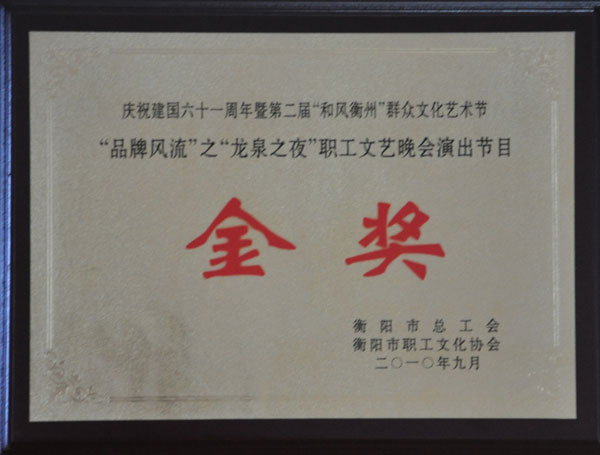 庆祝建国六十一周年暨第二届“和风衡州”群众文化艺术节
“品牌风流”之“龙泉之夜”职工文艺晚会演出节目
金奖
衡阳市总工会
衡阳市职工文化协会
二〇一〇年九月